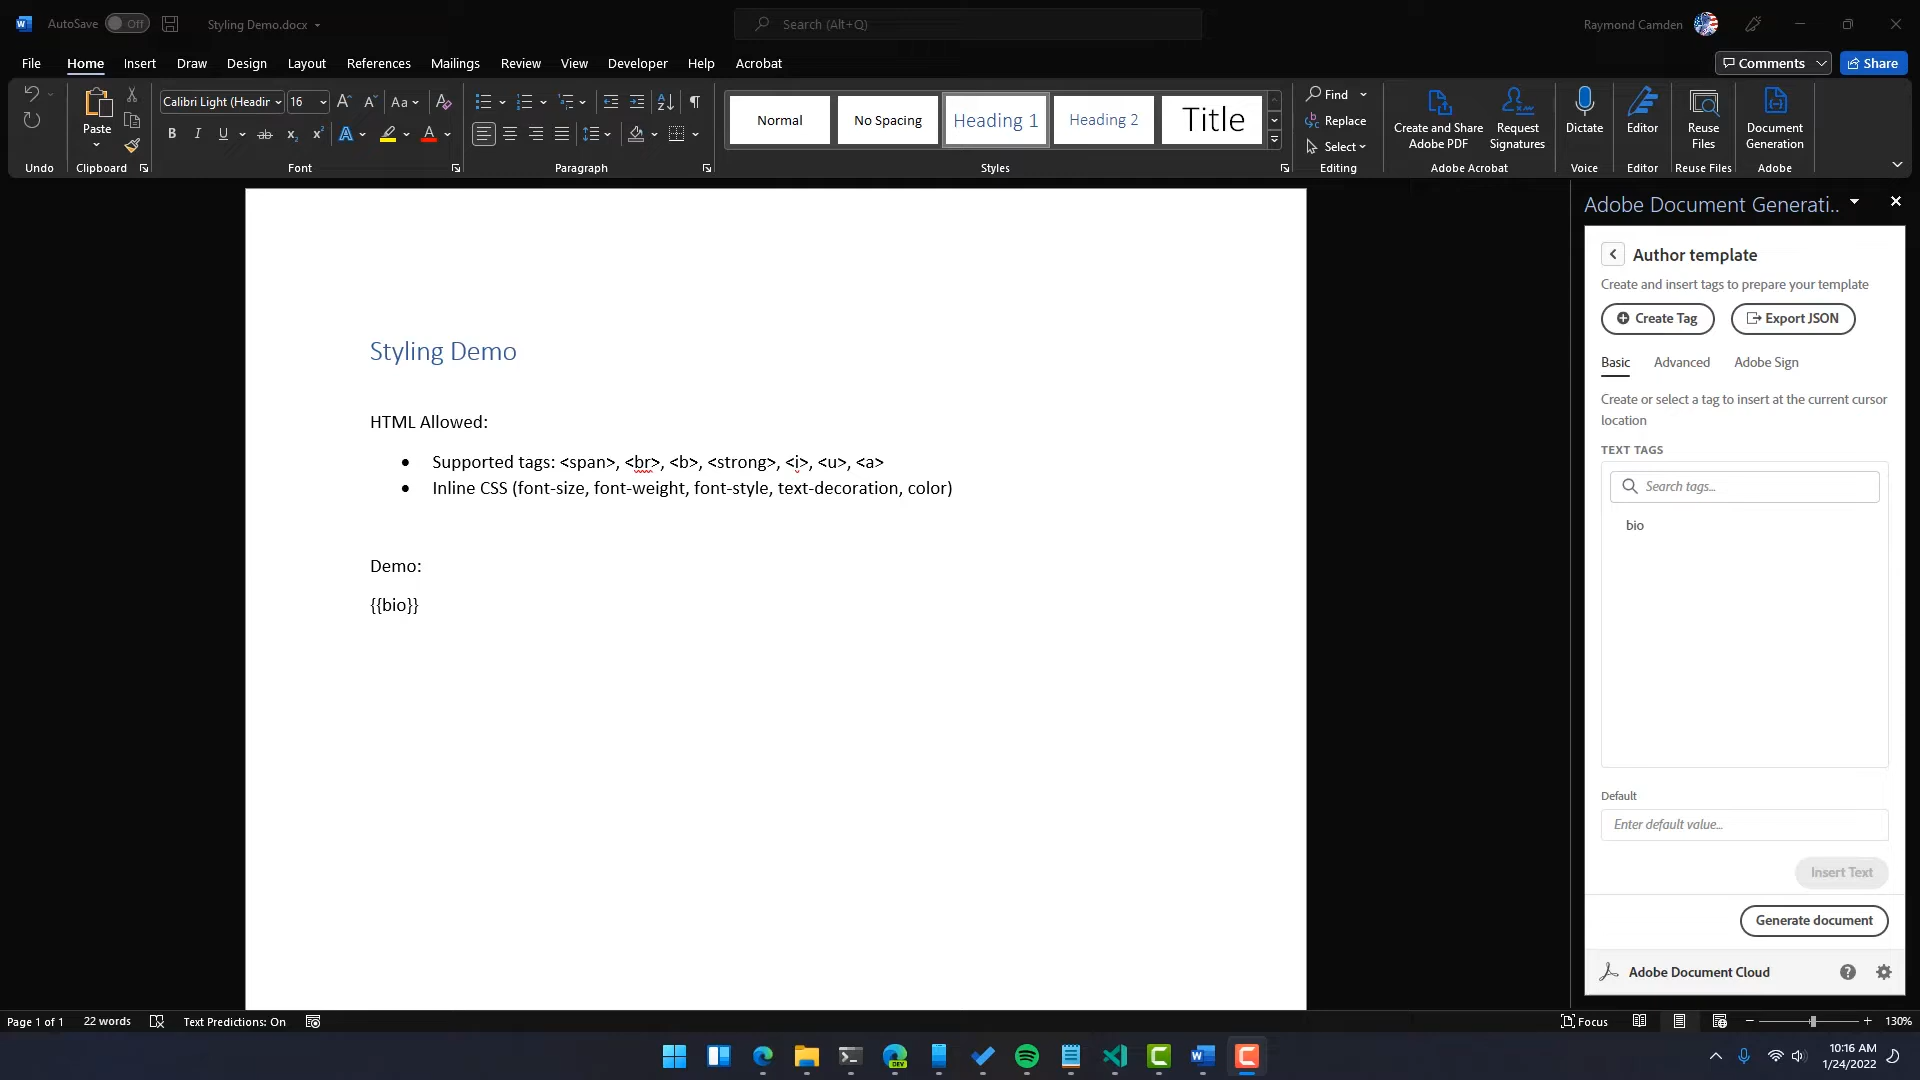 AutoSave Off Styling Demo.docx Search (Alt+Q) Raymond Camden
File Home Insert Draw Design Layout References Mailings Review View Developer Help Acrobat Comments Share
Undo
Paste
Clipboard
Calibri Light (Headir 16
Font
Paragraph
Normal No Spacing Heading 1 Heading 2 Title
Styles
Find
Replace
Select
Editing
Create and Share
Adobe PDF
Request
Signatures
Adobe Acrobat
Dictate
Voice
Editor
Editor
Reuse
Files
Reuse Files
Document
Generation
Adobe
Styling Demo
HTML Allowed:
• Supported tags: <span>, <br>, <b>, <strong>, <i>, <u>, <a>
• Inline CSS (font-size, font-weight, font-style, text-decoration, color)
Demo:
{{bio}}
Adobe Document Generati..
Author template
Create and insert tags to prepare your template
Create Tag Export JSON
Basic Advanced Adobe Sign
Create or select a tag to insert at the current cursor
location
TEXT TAGS
Search tags...
bio
Default
Enter default value...
Insert Text
Generate document
Adobe Document Cloud
Page 1 of 1 22 words Text Predictions: On Focus 130%
10:16 AM
1/24/2022